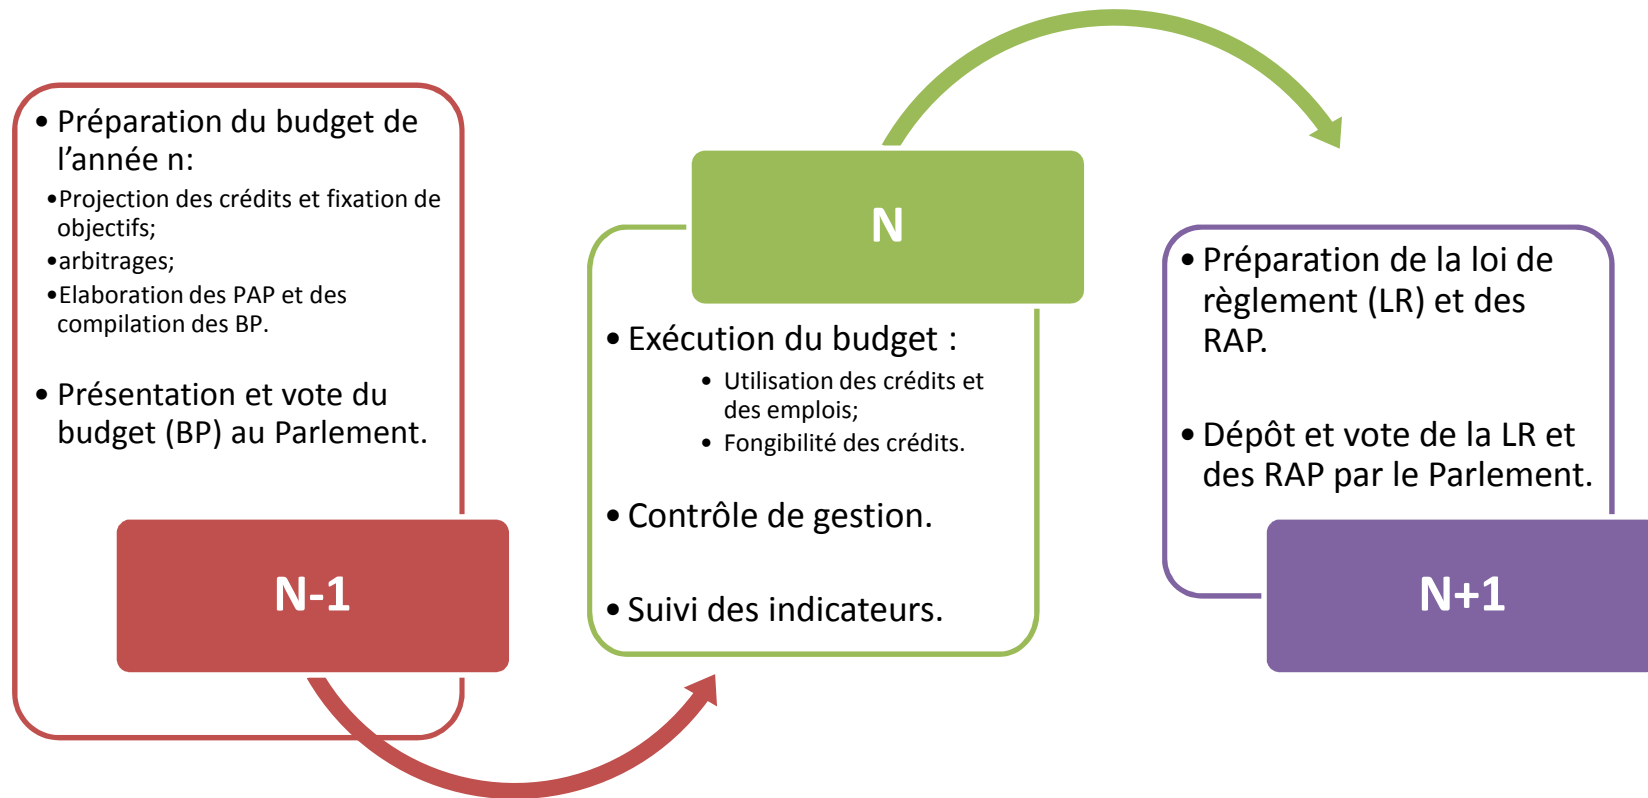 • Préparation du budget de
l’année n:
•Projection des crédits et fixation de
objectifs;
•arbitrages;
•Elaboration des PAP et des
compilation des BP.
• Présentation et vote du
budget (BP) au Parlement.
N-1
N
• Exécution du budget :
• Utilisation des crédits et
des emplois;
• Fongibilité des crédits.
• Contrôle de gestion.
• Suivi des indicateurs.
• Préparation de la loi de
règlement (LR) et des
RAP.
• Dépôt et vote de la LR et
des RAP par le Parlement.
N+1